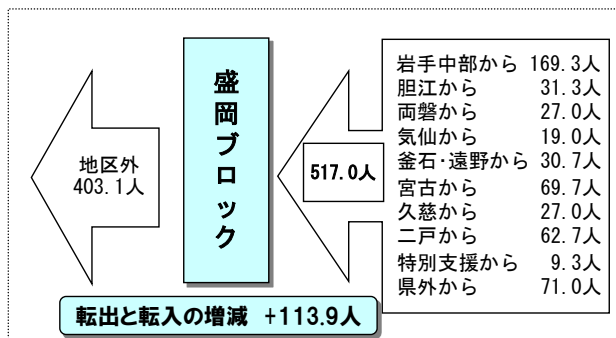 地区外
403.1人
盛岡ブロック
517.0人
岩手中部から 169.3人
胆江から 31.3人
両磐から 27.0人
気仙から 19.0人
釜石･遠野から 30.7人
宮古から 69.7人
久慈から 27.0人
二戸から 62.7人
特別支援から 9.3人
県外から 71.0人
転出と転入の増減 +113.9人